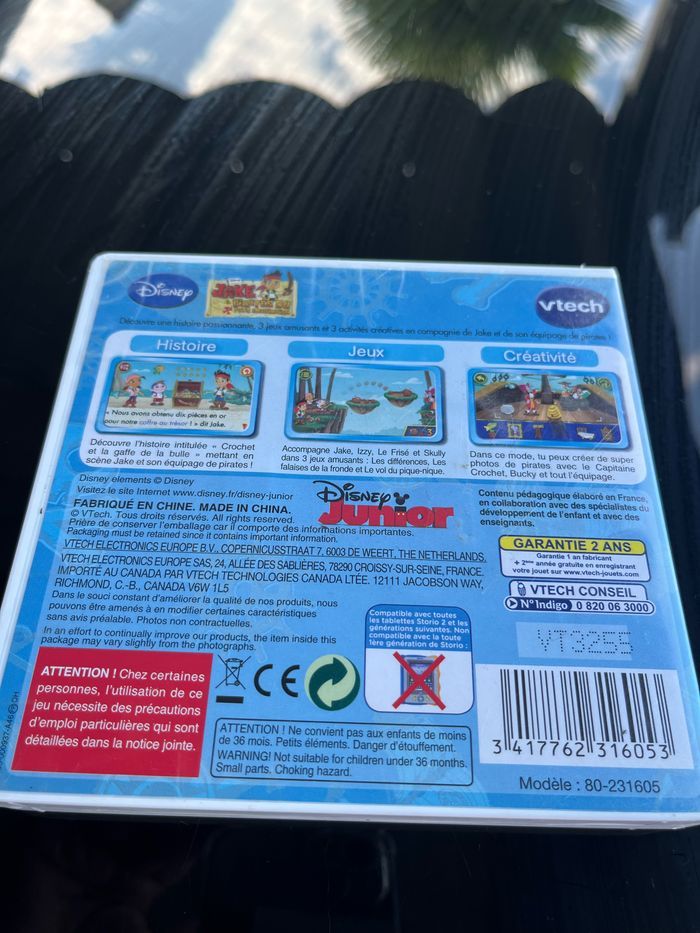 Disney
JAKE
vtech
Découvre une histoire passionnante, 3 jeux amusants et 3 activités créatives en compagnie de Jake et de son équipage de pirates !
Histoire
Jeux
Créativité
« Nous avons obtenu dix pièces en or
pour notre coffre au trésor ! » dit Jake.
Découvre l'histoire intitulée « Crochet
et la gaffe de la bulle » mettant en
scène Jake et son équipage de pirates !
Accompagne Jake, Izzy, Le Frisé et Skully
dans 3 jeux amusants : Les différences, Les
falaises de la fronde et Le vol du pique-nique.
Dans ce mode, tu peux créer de super
photos de pirates avec le Capitaine
Crochet, Bucky et tout l'équipage.
Disney elements © Disney
Visitez le site Internet www.disney.fr/disney-junior
Disney
Junior
FABRIQUÉ EN CHINE. MADE IN CHINA.
© VTech. Tous droits réservés. All rights reserved.
Prière de conserver l'emballage car il comporte des informations importantes.
Packaging must be retained since it contains important information.
VTECH ELECTRONICS EUROPE B.V., COPERNICUSSTRAAT 7, 6003 DE WEERT, THE NETHERLANDS.
VTECH ELECTRONICS EUROPE SAS, 24, ALLÉE DES SABLIÈRES, 78290 CROISSY-SUR-SEINE, FRANCE.
IMPORTÉ AU CANADA PAR VTECH TECHNOLOGIES CANADA LTÉE. 12111 JACOBSON WAY,
RICHMOND, C.-B., CANADA V6W 1L5
Dans le souci constant d'améliorer la qualité de nos produits, nous
pouvons être amenés à en modifier certaines caractéristiques
sans avis préalable. Photos non contractuelles.
In an effort to continually improve our products, the item inside this
package may vary slightly from the photographs.
Contenu pédagogique élaboré en France,
en collaboration avec des spécialistes du
développement de l'enfant et avec des
enseignants.
GARANTIE 2 ANS
Garantie 1 an fabricant
+ 2ème année gratuite en enregistrant
votre jouet sur www.vtech-jouets.com
VTECH CONSEIL
N°Indigo 0 820 06 3000
VT3255
Compatible avec toutes
les tablettes Storio 2 et les
générations suivantes. Non
compatible avec la toute
1ère génération de Storio :
ATTENTION ! Chez certaines
personnes, l'utilisation de ce
jeu nécessite des précautions
d'emploi particulières qui sont
détaillées dans la notice jointe.
CE
ATTENTION : Ne convient pas aux enfants de moins
de 36 mois. Petits éléments. Danger d'étouffement.
WARNING! Not suitable for children under 36 months.
Small parts. Choking hazard.
3 417762 316053
Modèle : 80-231605